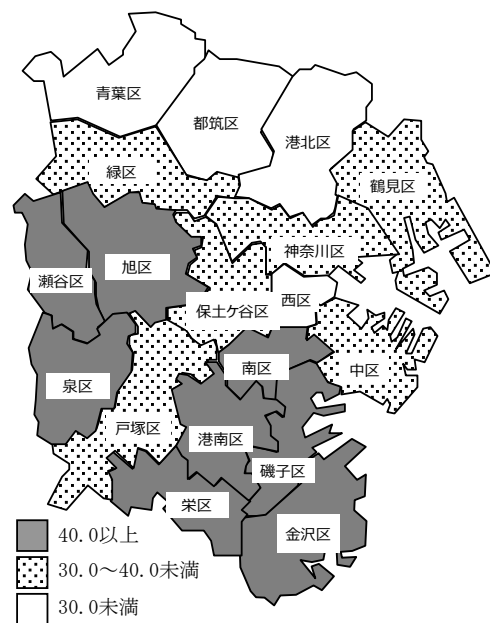 青葉区
都筑区
港北区
緑区
鶴見区
神奈川区
瀬谷区
旭区
西区
保土ケ谷区
泉区
南区
中区
戸塚区
港南区
磯子区
栄区
金沢区
40.0以上
30.0～40.0未満
30.0未満